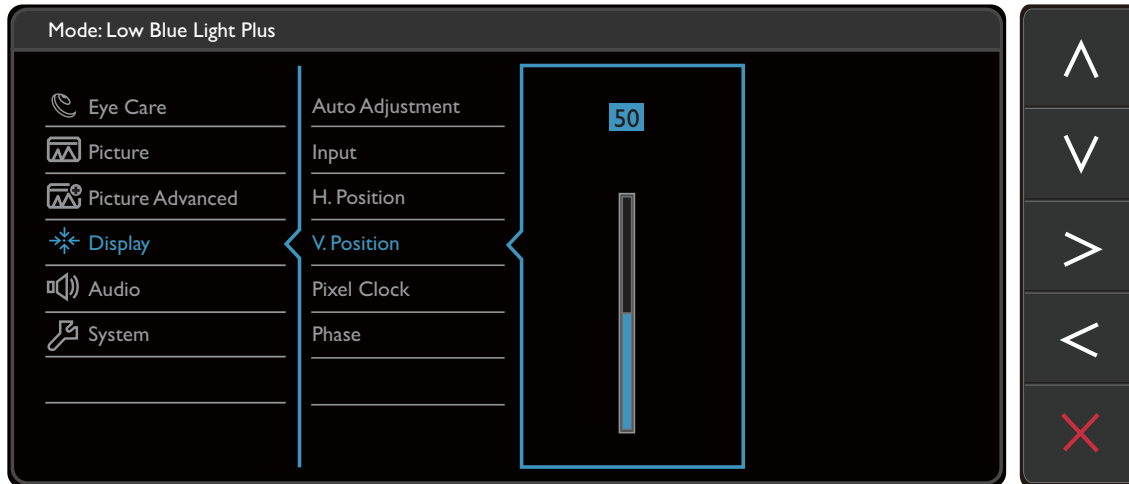 Mode: Low Blue Light Plus
Eye Care
Picture
Picture Advanced
Display
Audio
System
Auto Adjustment
Input
H. Position
V. Position
Pixel Clock
Phase
50